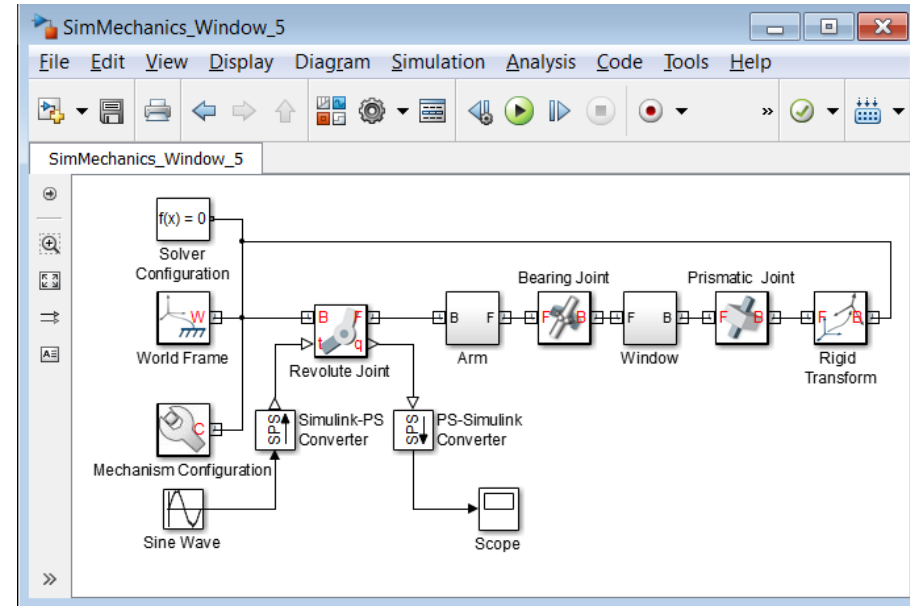 SimMechanics_Window_5
File Edit View Display Diagram Simulation Analysis Code Tools Help
SimMechanics_Window_5
f(x) = 0
Solver
Configuration
W
World Frame
C
Mechanism Configuration
Sine Wave
B F
t q
Revolute Joint
SPS
Simulink-PS
Converter
SPS
PS-Simulink
Converter
Scope
B F
Arm
Bearing Joint
F B
F B
Window
Prismatic Joint
F B
F B
Rigid
Transform